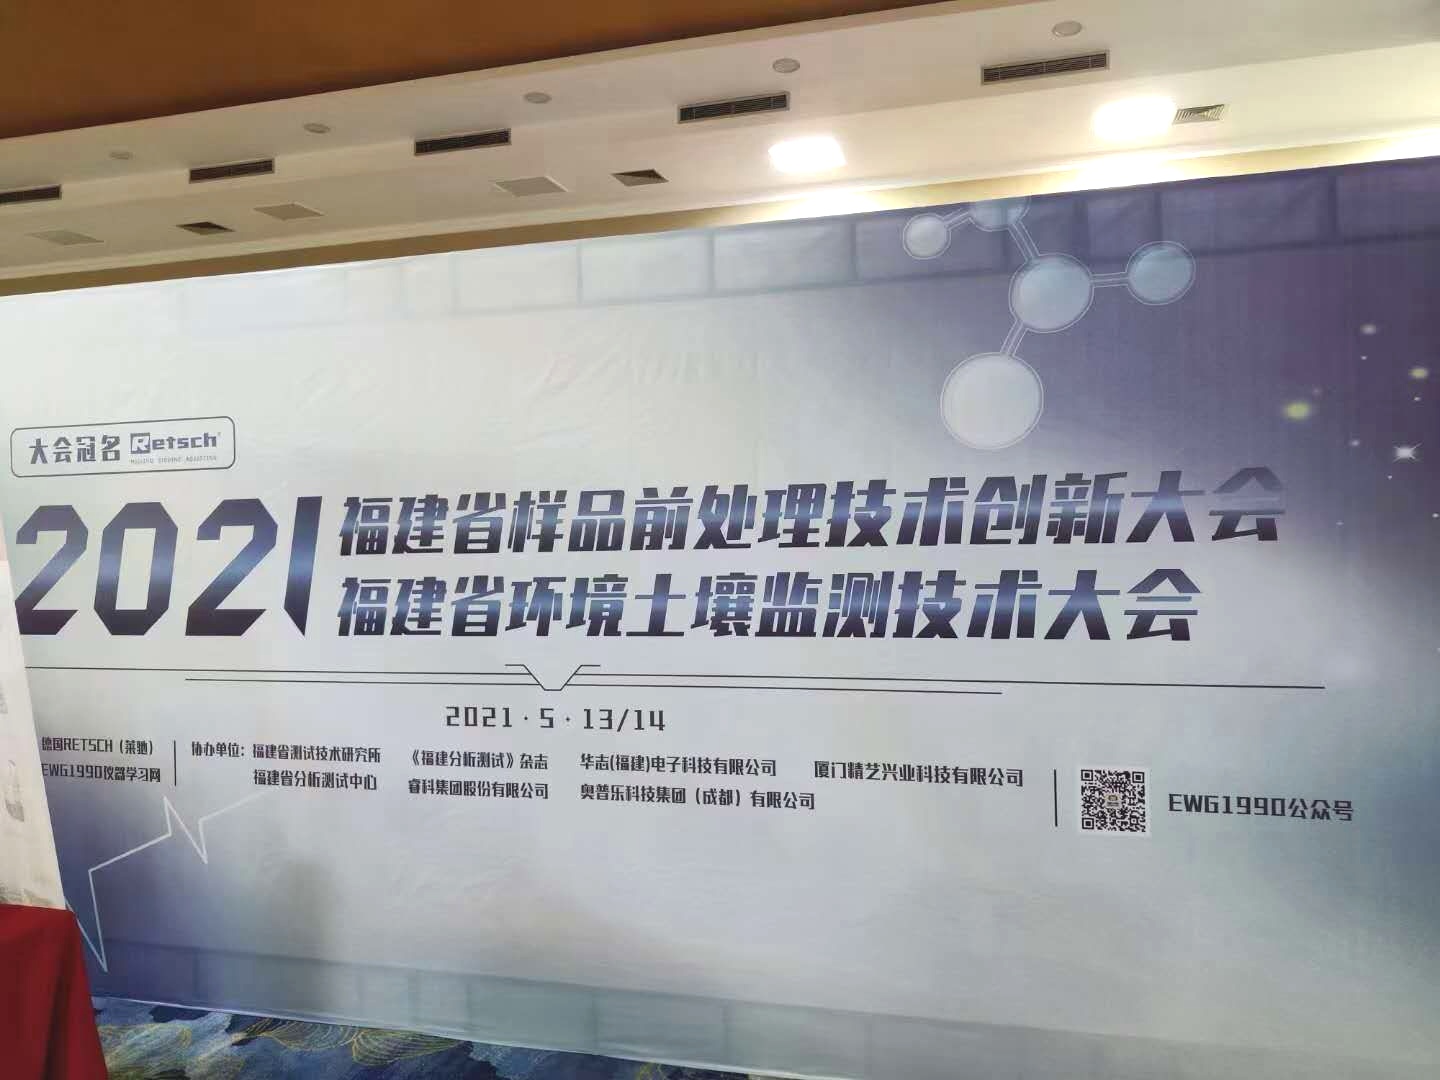 大会冠名 Retsch
MILLING SIEVING ASSISTING
2021
福建省样品前处理技术创新大会
福建省环境土壤监测技术大会
2021·5·13/14
德国RETSCH（莱驰）
EWG1990仪器学习网
协办单位：福建省测试技术研究所 《福建分析测试》杂志 华志(福建)电子科技有限公司 厦门精艺兴业科技有限公司
福建省分析测试中心 睿科集团股份有限公司 奥普乐科技集团（成都）有限公司
EWG1990公众号